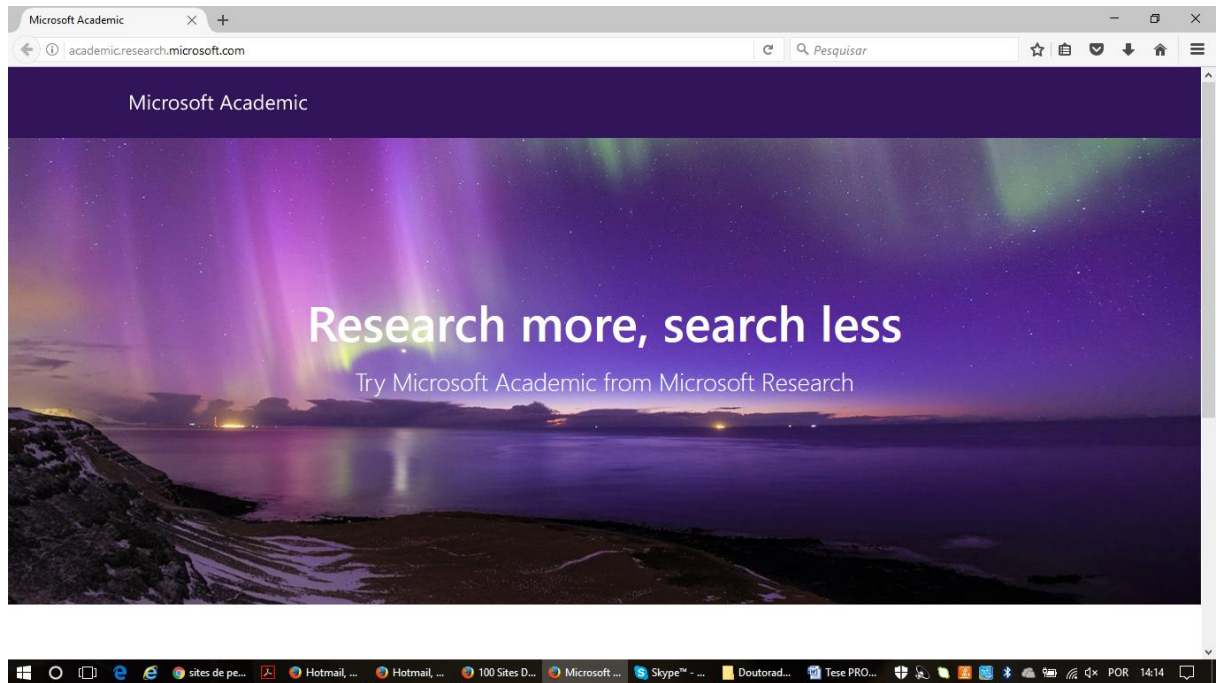 Microsoft Academic
academic.research.microsoft.com
Pesquisar
Microsoft Academic
Research more, search less
Try Microsoft Academic from Microsoft Research
sites de pe... Hotmail, ... Hotmail, ... 100 Sites D... Microsoft ... Skype™ - ... Doutorad... Tese PRO... POR 14:14